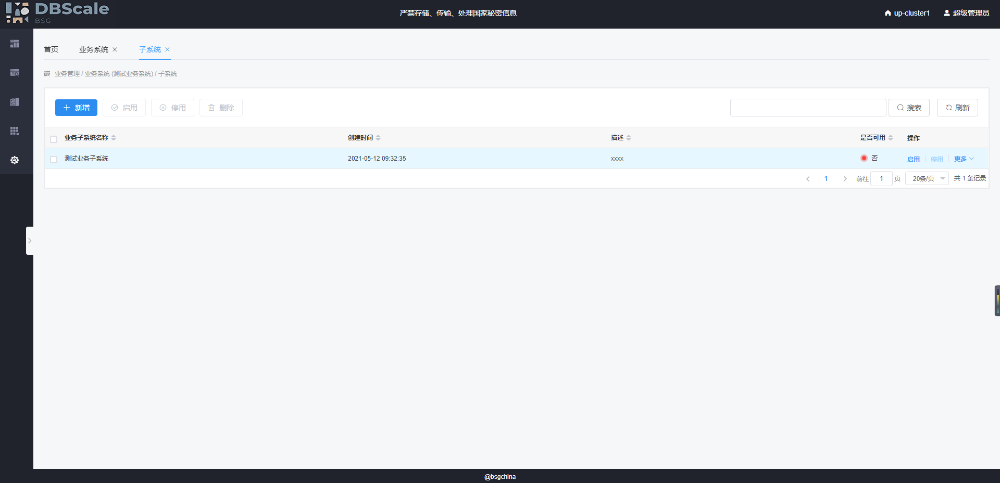 DBScale
BSG
严禁存储、传输、处理国家秘密信息
up-cluster1
超级管理员
首页 业务系统 子系统
业务管理 / 业务系统 (测试业务系统) / 子系统
新增 启用 停用 删除 搜索 刷新
业务子系统名称 创建时间 描述 是否可用 操作
测试业务子系统 2021-05-12 09:32:35 xxxx 否 启用 停用 更多
1 前往 1 页 20条/页 共 1 条记录
@bsgchina